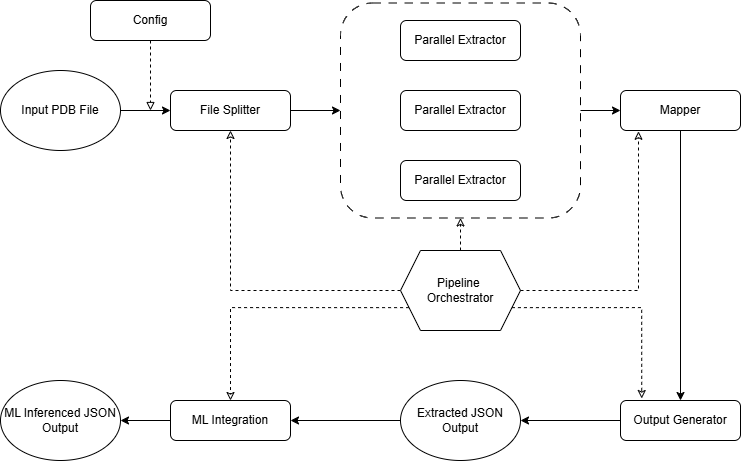 Config
Parallel Extractor
Input PDB File
File Splitter
Parallel Extractor
Mapper
Parallel Extractor
Pipeline
Orchestrator
ML Inferenced JSON
Output
ML Integration
Extracted JSON
Output
Output Generator